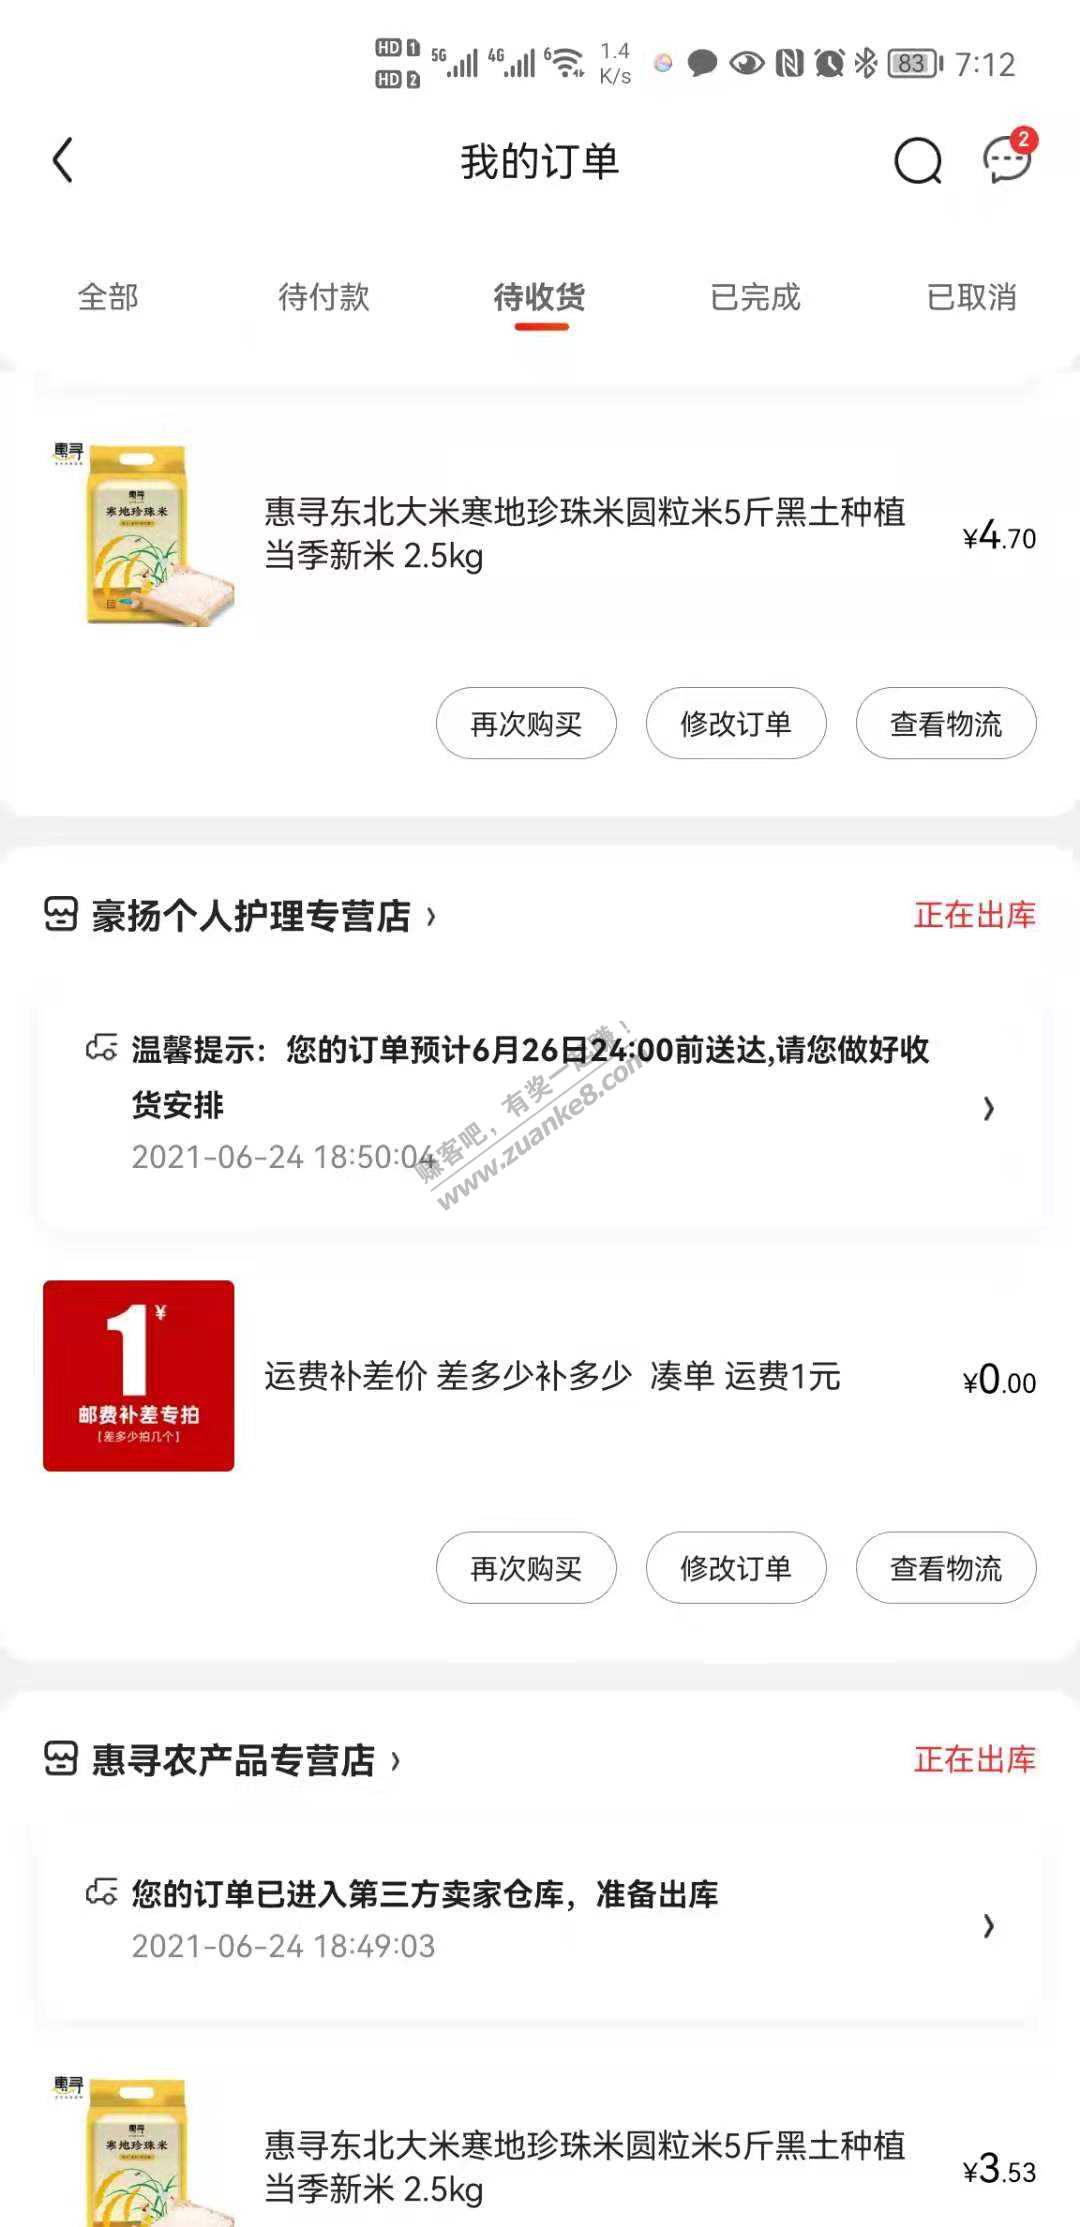 HD 1
HD 2
5G
4G
6
1.4
K/s
83
7:12
我的订单
2
全部 待付款 待收货 已完成 已取消
惠寻
惠寻
寒地珍珠米
惠寻东北大米寒地珍珠米圆粒米5斤黑土种植
当季新米 2.5kg
¥4.70
再次购买 修改订单 查看物流
豪扬个人护理专营店 ›
正在出库
温馨提示：您的订单预计6月26日24:00前送达,请您做好收
货安排
2021-06-24 18:50:04
赚客吧，有奖一起赚！
www.zuanke8.com
1¥
邮费补差专拍
[差多少拍几个]
运费补差价 差多少补多少 凑单 运费1元
¥0.00
再次购买 修改订单 查看物流
惠寻农产品专营店 ›
正在出库
您的订单已进入第三方卖家仓库，准备出库
2021-06-24 18:49:03
惠寻
惠寻
寒地珍珠米
惠寻东北大米寒地珍珠米圆粒米5斤黑土种植
当季新米 2.5kg
¥3.53